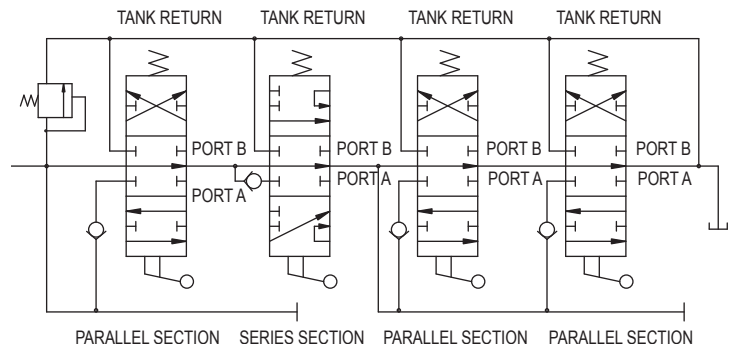 TANK RETURN TANK RETURN TANK RETURN TANK RETURN
PORT B PORT B PORT B PORT B
PORT A PORT A PORT A PORT A
PARALLEL SECTION SERIES SECTION PARALLEL SECTION PARALLEL SECTION